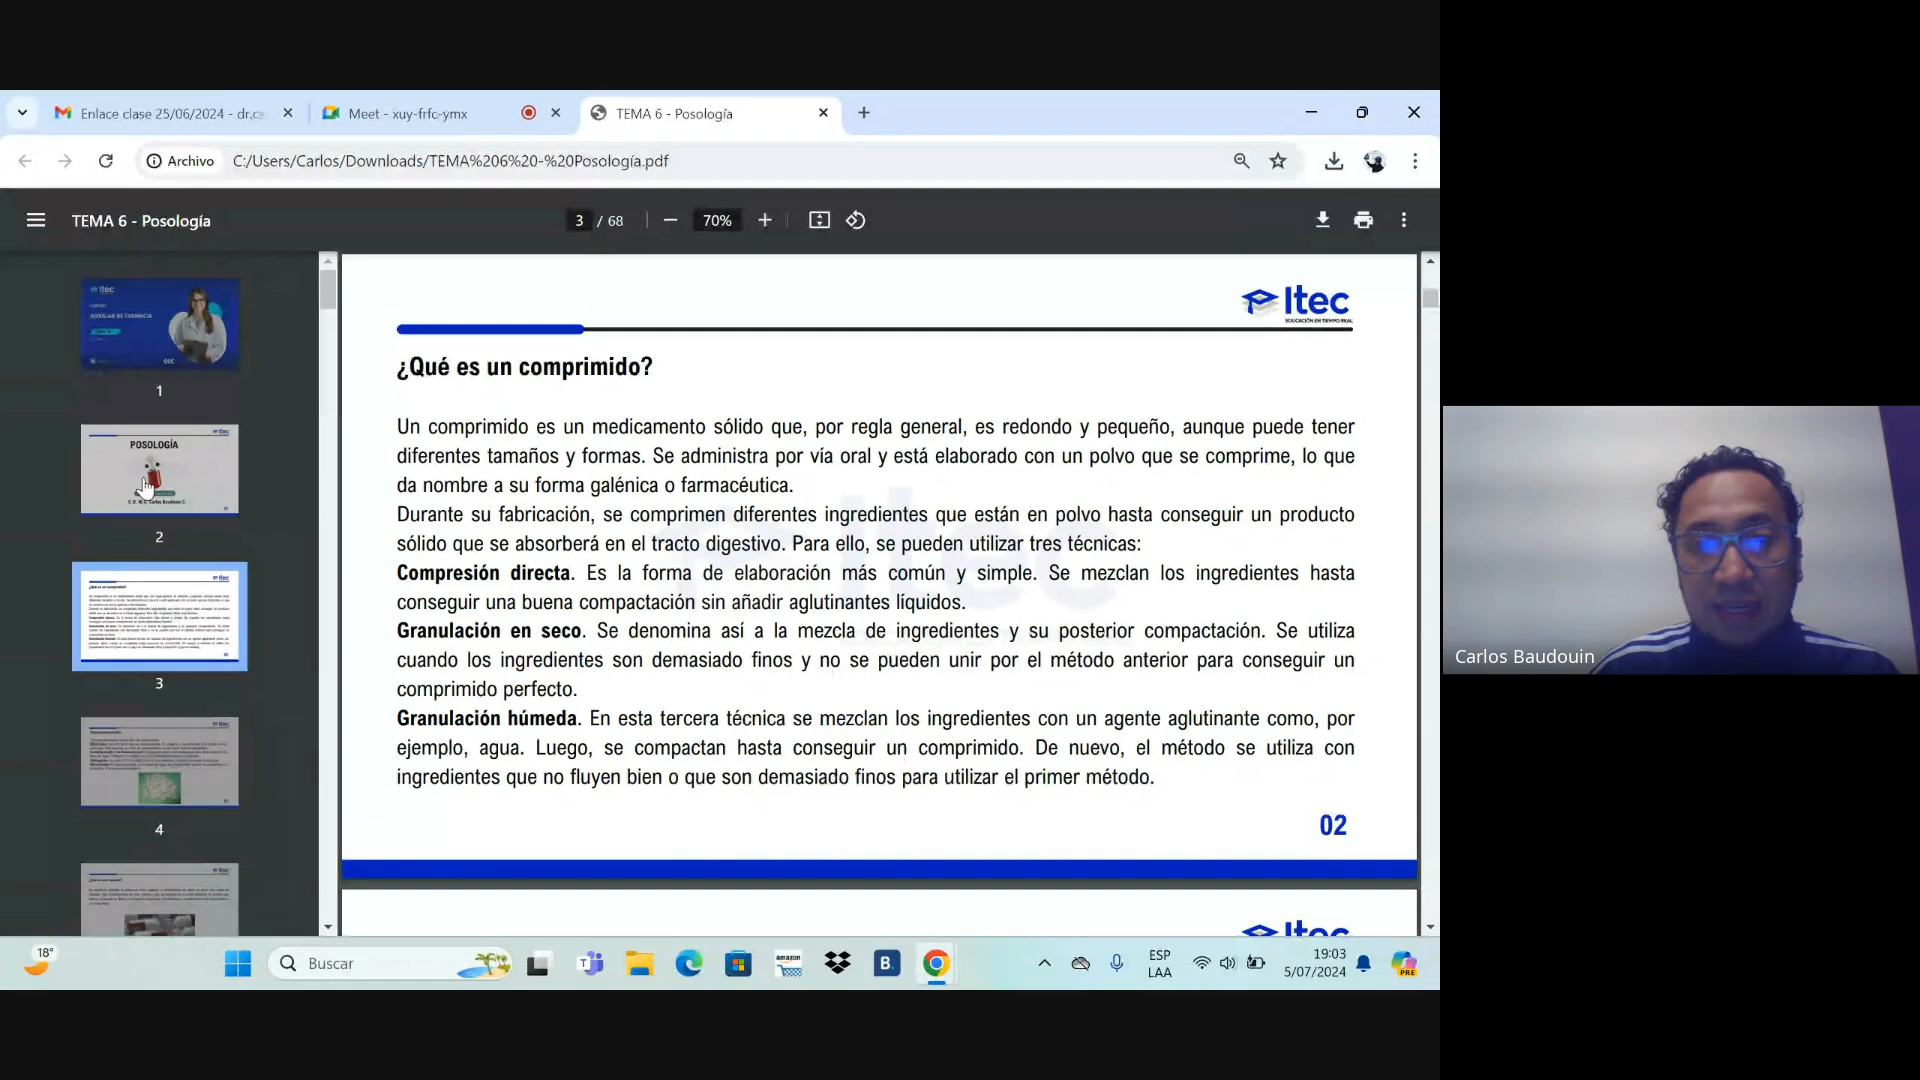 Enlace clase 25/06/2024 - dr.c
Meet - xuy-frfc-ymx
TEMA 6 - Posología
Archivo
C:/Users/Carlos/Downloads/TEMA%206%20-%20Posología.pdf
TEMA 6 - Posología
3 / 68
70%
Itec
EDUCACIÓN EN TIEMPO REAL
¿Qué es un comprimido?
Un comprimido es un medicamento sólido que, por regla general, es redondo y pequeño, aunque puede tener
diferentes tamaños y formas. Se administra por vía oral y está elaborado con un polvo que se comprime, lo que
da nombre a su forma galénica o farmacéutica.
Durante su fabricación, se comprimen diferentes ingredientes que están en polvo hasta conseguir un producto
sólido que se absorberá en el tracto digestivo. Para ello, se pueden utilizar tres técnicas:
Compresión directa. Es la forma de elaboración más común y simple. Se mezclan los ingredientes hasta
conseguir una buena compactación sin añadir aglutinantes líquidos.
Granulación en seco. Se denomina así a la mezcla de ingredientes y su posterior compactación. Se utiliza
cuando los ingredientes son demasiado finos y no se pueden unir por el método anterior para conseguir un
comprimido perfecto.
Granulación húmeda. En esta tercera técnica se mezclan los ingredientes con un agente aglutinante como, por
ejemplo, agua. Luego, se compactan hasta conseguir un comprimido. De nuevo, el método se utiliza con
ingredientes que no fluyen bien o que son demasiado finos para utilizar el primer método.
02
Itec
Itec
AUXILIAR DE FARMACIA
1
POSOLOGÍA
2
3
4
Carlos Baudouin
18°
Buscar
amazon
B.
ESP
LAA
19:03
5/07/2024
PRE